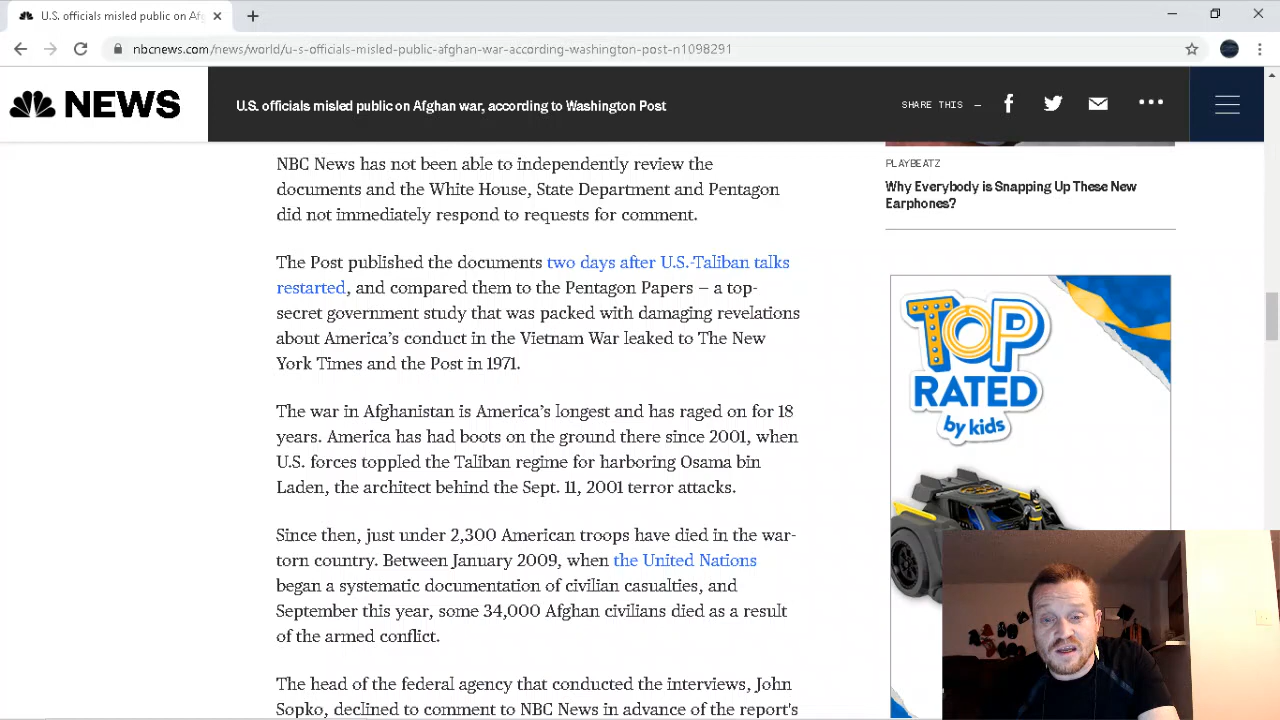 U.S. officials misled public on Af
nbcnews.com/news/world/u-s-officials-misled-public-afghan-war-according-washington-post-n1098291
NEWS
U.S. officials misled public on Afghan war, according to Washington Post
SHARE THIS –
NBC News has not been able to independently review the
documents and the White House, State Department and Pentagon
did not immediately respond to requests for comment.
The Post published the documents two days after U.S.-Taliban talks
restarted, and compared them to the Pentagon Papers – a top-
secret government study that was packed with damaging revelations
about America's conduct in the Vietnam War leaked to The New
York Times and the Post in 1971.
The war in Afghanistan is America's longest and has raged on for 18
years. America has had boots on the ground there since 2001, when
U.S. forces toppled the Taliban regime for harboring Osama bin
Laden, the architect behind the Sept. 11, 2001 terror attacks.
Since then, just under 2,300 American troops have died in the war-
torn country. Between January 2009, when the United Nations
began a systematic documentation of civilian casualties, and
September this year, some 34,000 Afghan civilians died as a result
of the armed conflict.
The head of the federal agency that conducted the interviews, John
Sopko, declined to comment to NBC News in advance of the report's
PLAYBEATZ
Why Everybody is Snapping Up These New
Earphones?
TOP
RATED
by kids